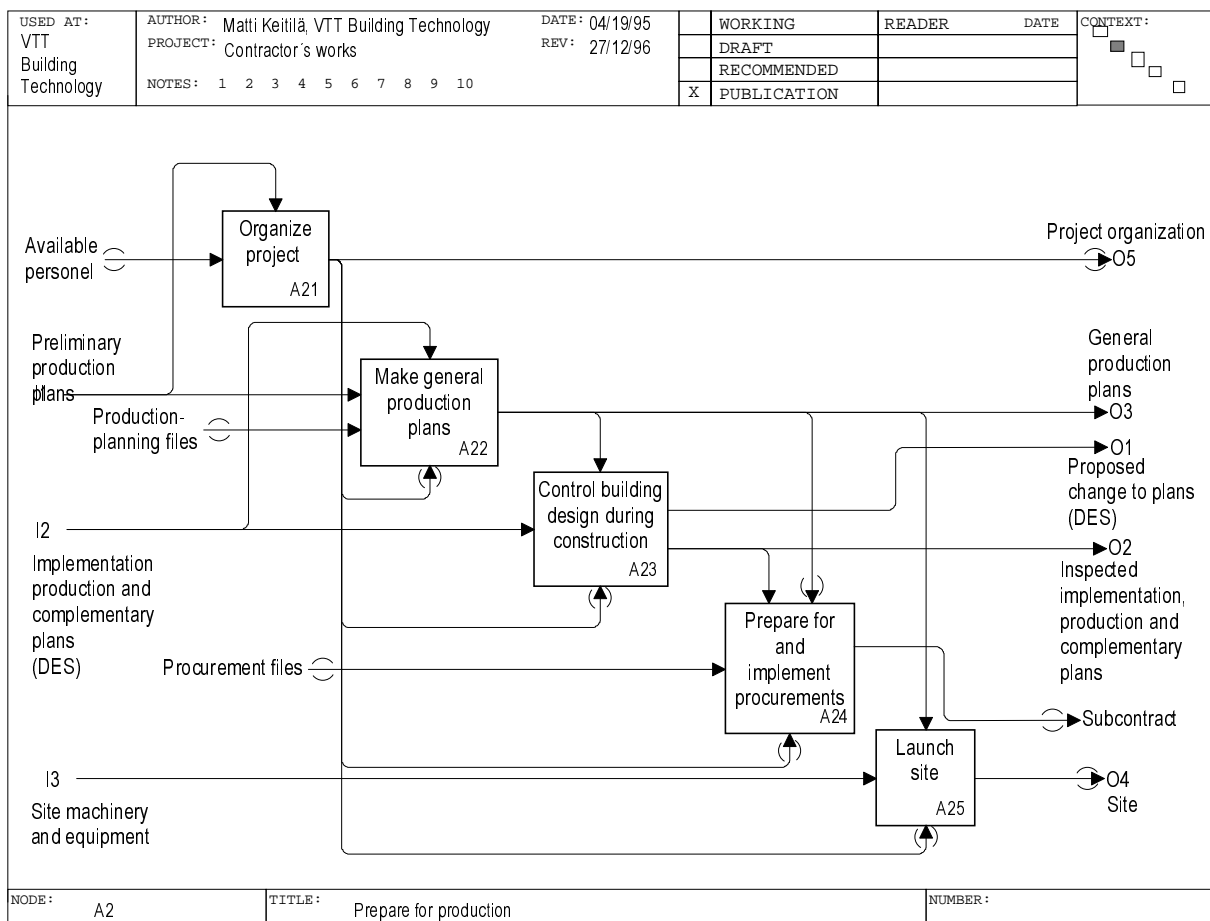 USED AT:
VTT
Building
Technology
AUTHOR: Matti Keitilä, VTT Building Technology
PROJECT: Contractor´s works
NOTES: 1 2 3 4 5 6 7 8 9 10
DATE: 04/19/95
REV: 27/12/96
WORKING
DRAFT
RECOMMENDED
X PUBLICATION
READER DATE
CONTEXT:
Organize
project
A21
Available
personel
Project organization
O5
Preliminary
production
plans
I1
Make general
production
plans
A22
General
production
plans
O3
Production-
planning files
O1
Proposed
change to plans
(DES)
Control building
design during
construction
A23
I2
Implementation
production and
complementary
plans
(DES)
O2
Inspected
implementation,
production and
complementary
plans
Prepare for
and
implement
procurements
A24
Procurement files
Subcontract
Launch
site
A25
I3
Site machinery
and equipment
O4
Site
NODE: A2
TITLE: Prepare for production
NUMBER: